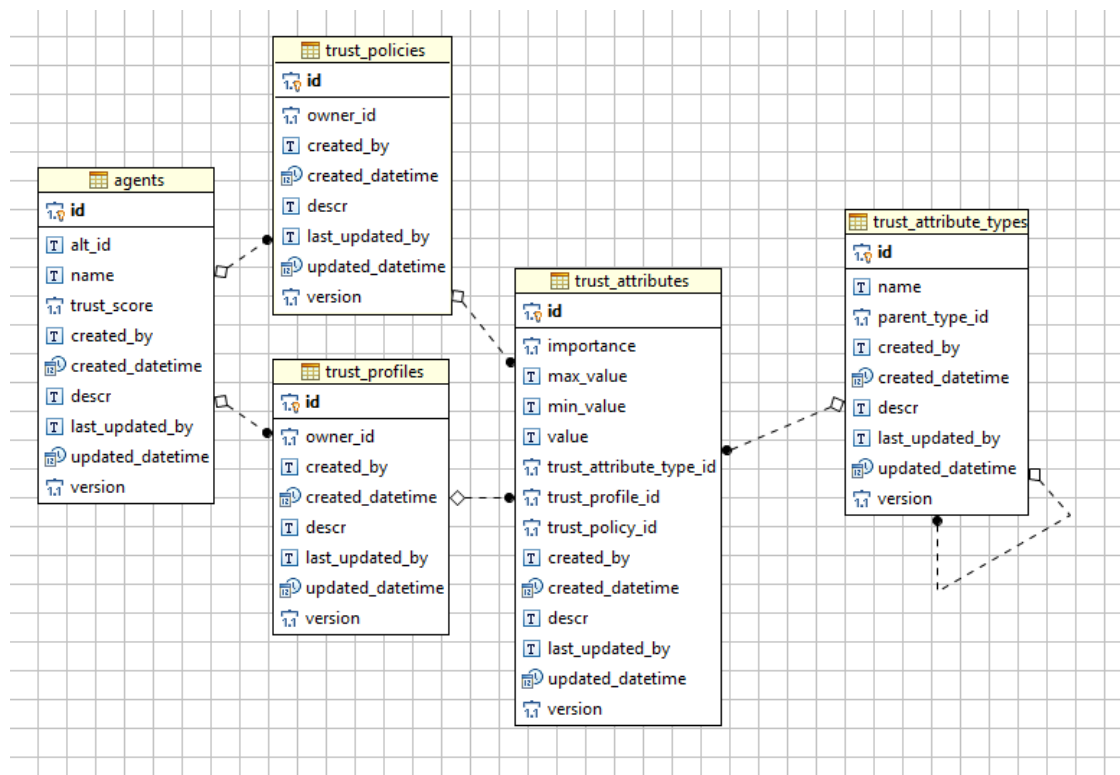 trust_policies
id
owner_id
created_by
created_datetime
descr
last_updated_by
updated_datetime
version
agents
id
alt_id
name
trust_score
created_by
created_datetime
descr
last_updated_by
updated_datetime
version
trust_profiles
id
owner_id
created_by
created_datetime
descr
last_updated_by
updated_datetime
version
trust_attributes
id
importance
max_value
min_value
value
trust_attribute_type_id
trust_profile_id
trust_policy_id
created_by
created_datetime
descr
last_updated_by
updated_datetime
version
trust_attribute_types
id
name
parent_type_id
created_by
created_datetime
descr
last_updated_by
updated_datetime
version